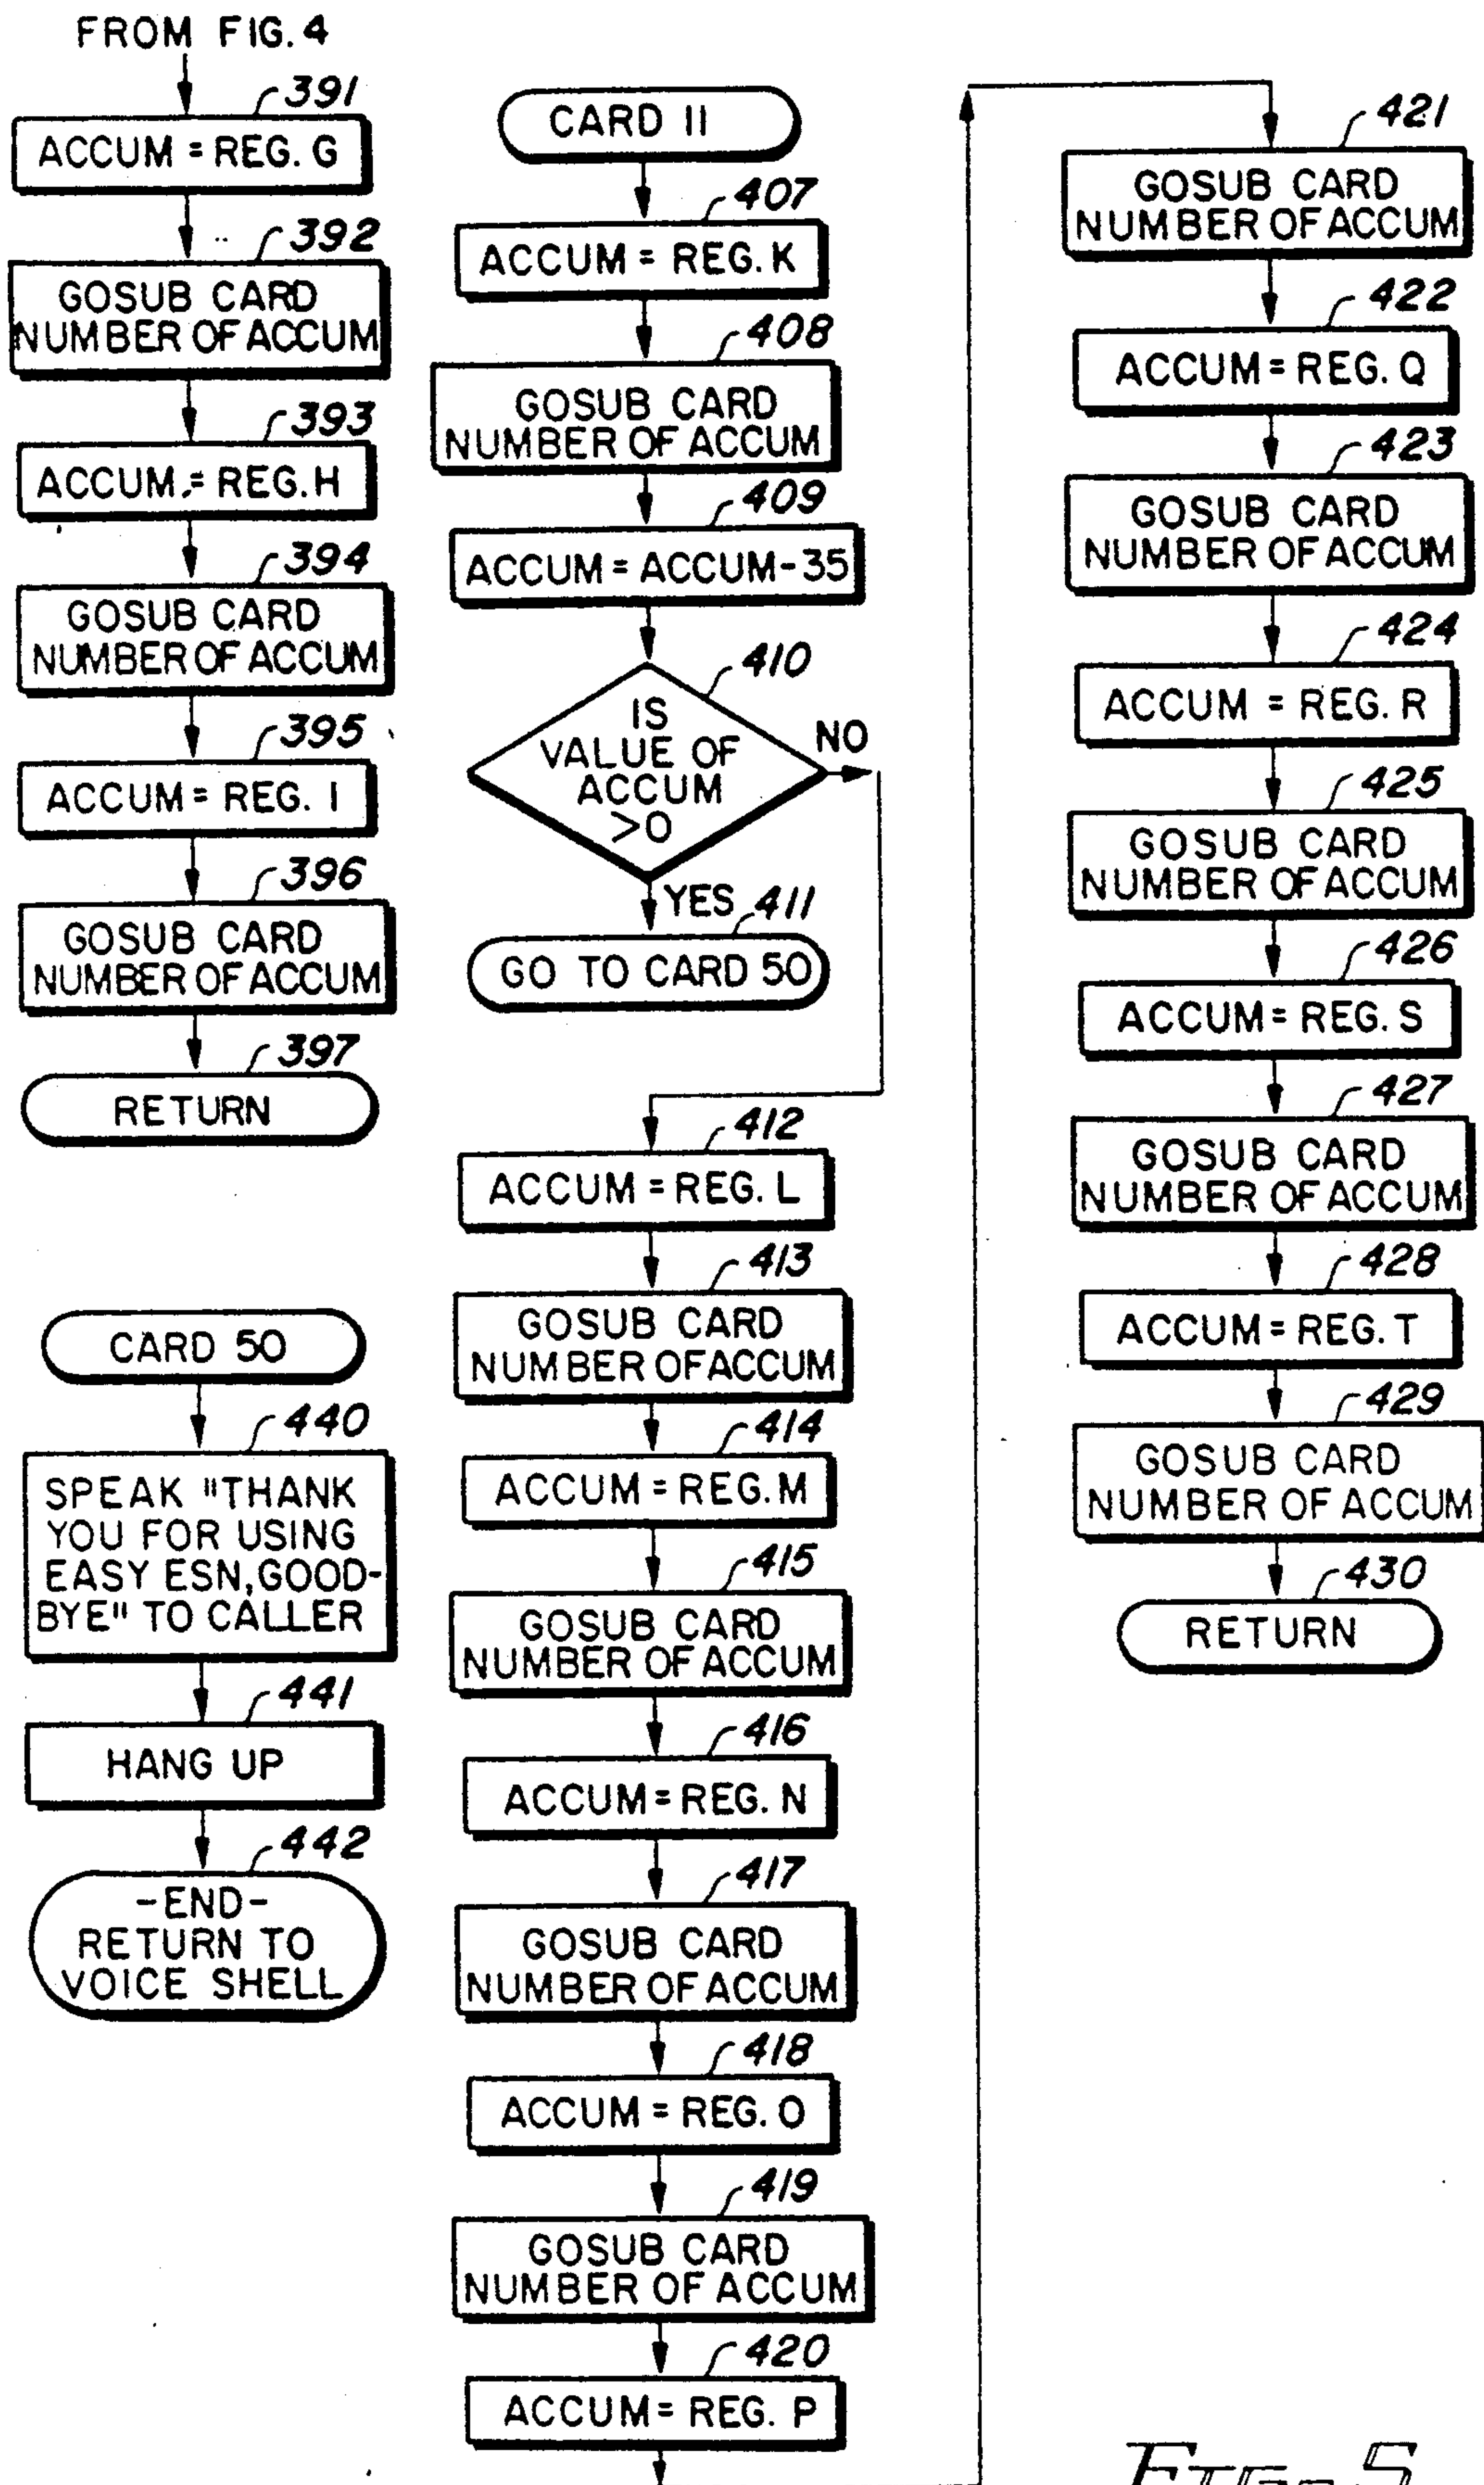 FROM FIG. 4
391
ACCUM = REG. G
392
GOSUB CARD
NUMBER OF ACCUM
393
ACCUM = REG. H
394
GOSUB CARD
NUMBER OF ACCUM
395
ACCUM = REG. I
396
GOSUB CARD
NUMBER OF ACCUM
397
RETURN
CARD 50
440
SPEAK "THANK
YOU FOR USING
EASY ESN, GOOD-
BYE" TO CALLER
441
HANG UP
442
-END-
RETURN TO
VOICE SHELL
CARD 11
407
ACCUM = REG. K
408
GOSUB CARD
NUMBER OF ACCUM
409
ACCUM = ACCUM-35
410
IS
VALUE OF
ACCUM
>0
NO
YES
411
GO TO CARD 50
412
ACCUM = REG. L
413
GOSUB CARD
NUMBER OF ACCUM
414
ACCUM = REG. M
415
GOSUB CARD
NUMBER OF ACCUM
416
ACCUM = REG. N
417
GOSUB CARD
NUMBER OF ACCUM
418
ACCUM = REG. O
419
GOSUB CARD
NUMBER OF ACCUM
420
ACCUM = REG. P
421
GOSUB CARD
NUMBER OF ACCUM
422
ACCUM = REG. Q
423
GOSUB CARD
NUMBER OF ACCUM
424
ACCUM = REG. R
425
GOSUB CARD
NUMBER OF ACCUM
426
ACCUM = REG. S
427
GOSUB CARD
NUMBER OF ACCUM
428
ACCUM = REG. T
429
GOSUB CARD
NUMBER OF ACCUM
430
RETURN
FIG. 5